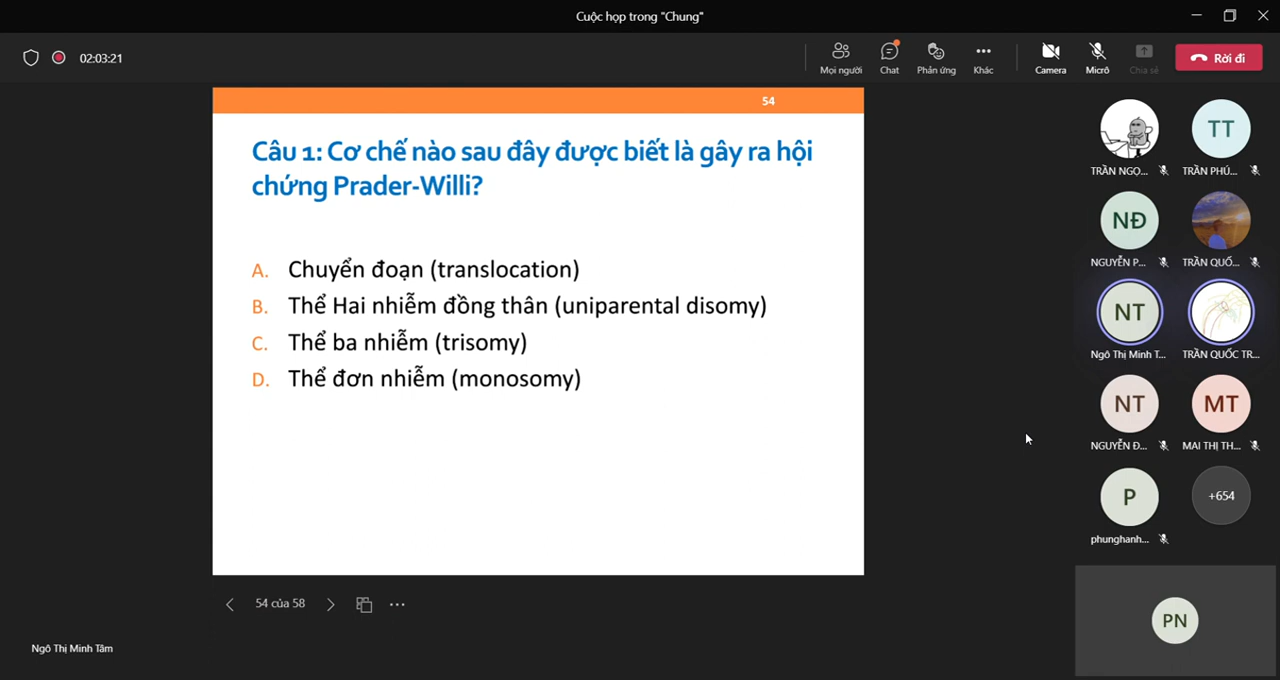 Cuộc họp trong "Chung"
02:03:21
Mọi người
Chat
Phản ứng
Khác
Camera
Micrô
Chia sẻ
Rời đi
54
Câu 1: Cơ chế nào sau đây được biết là gây ra hội
chứng Prader-Willi?
A. Chuyển đoạn (translocation)
B. Thể Hai nhiễm đồng thân (uniparental disomy)
C. Thể ba nhiễm (trisomy)
D. Thể đơn nhiễm (monosomy)
54 của 58
Ngô Thị Minh Tâm
TT
TRẦN NGỌ...
TRẦN PHÚ...
NĐ
NGUYỄN P...
TRẦN QUỐ...
NT
Ngô Thị Minh T...
TRẦN QUỐC TR...
NT
MT
NGUYỄN Đ...
MAI THỊ TH...
P
+654
phunghanh...
PN